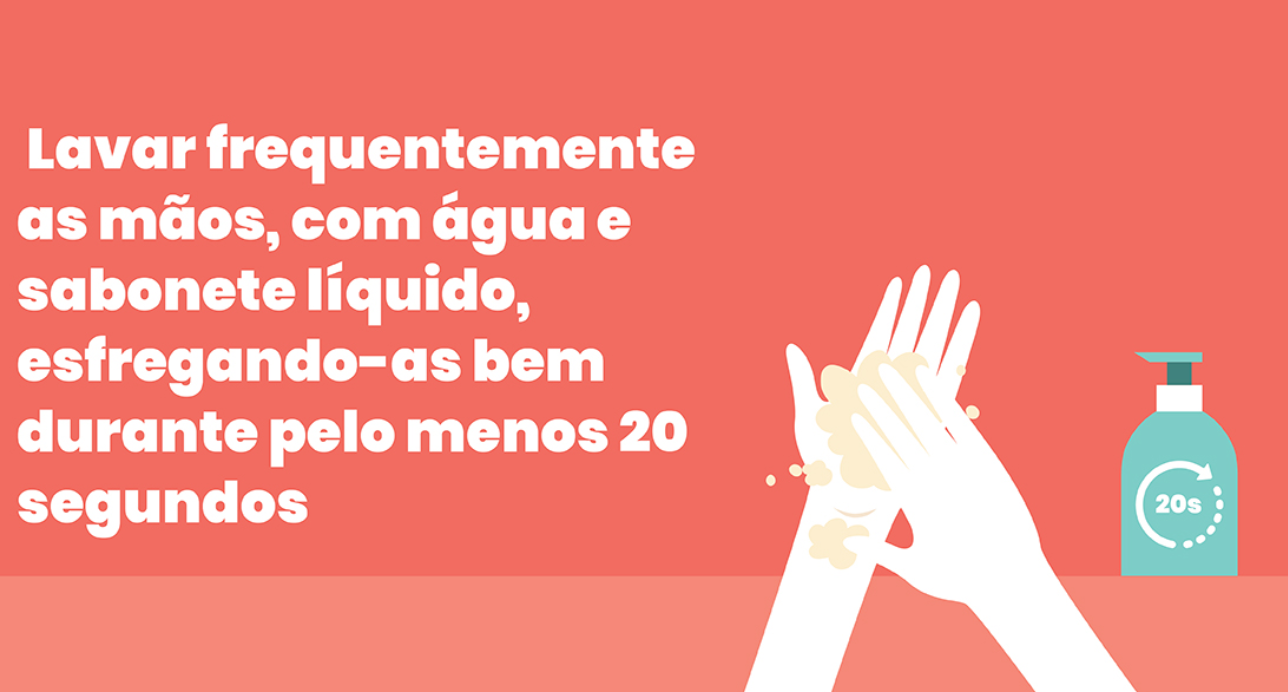 Lavar frequentemente
as mãos, com água e
sabonete líquido,
esfregando-as bem
durante pelo menos 20
segundos
20s